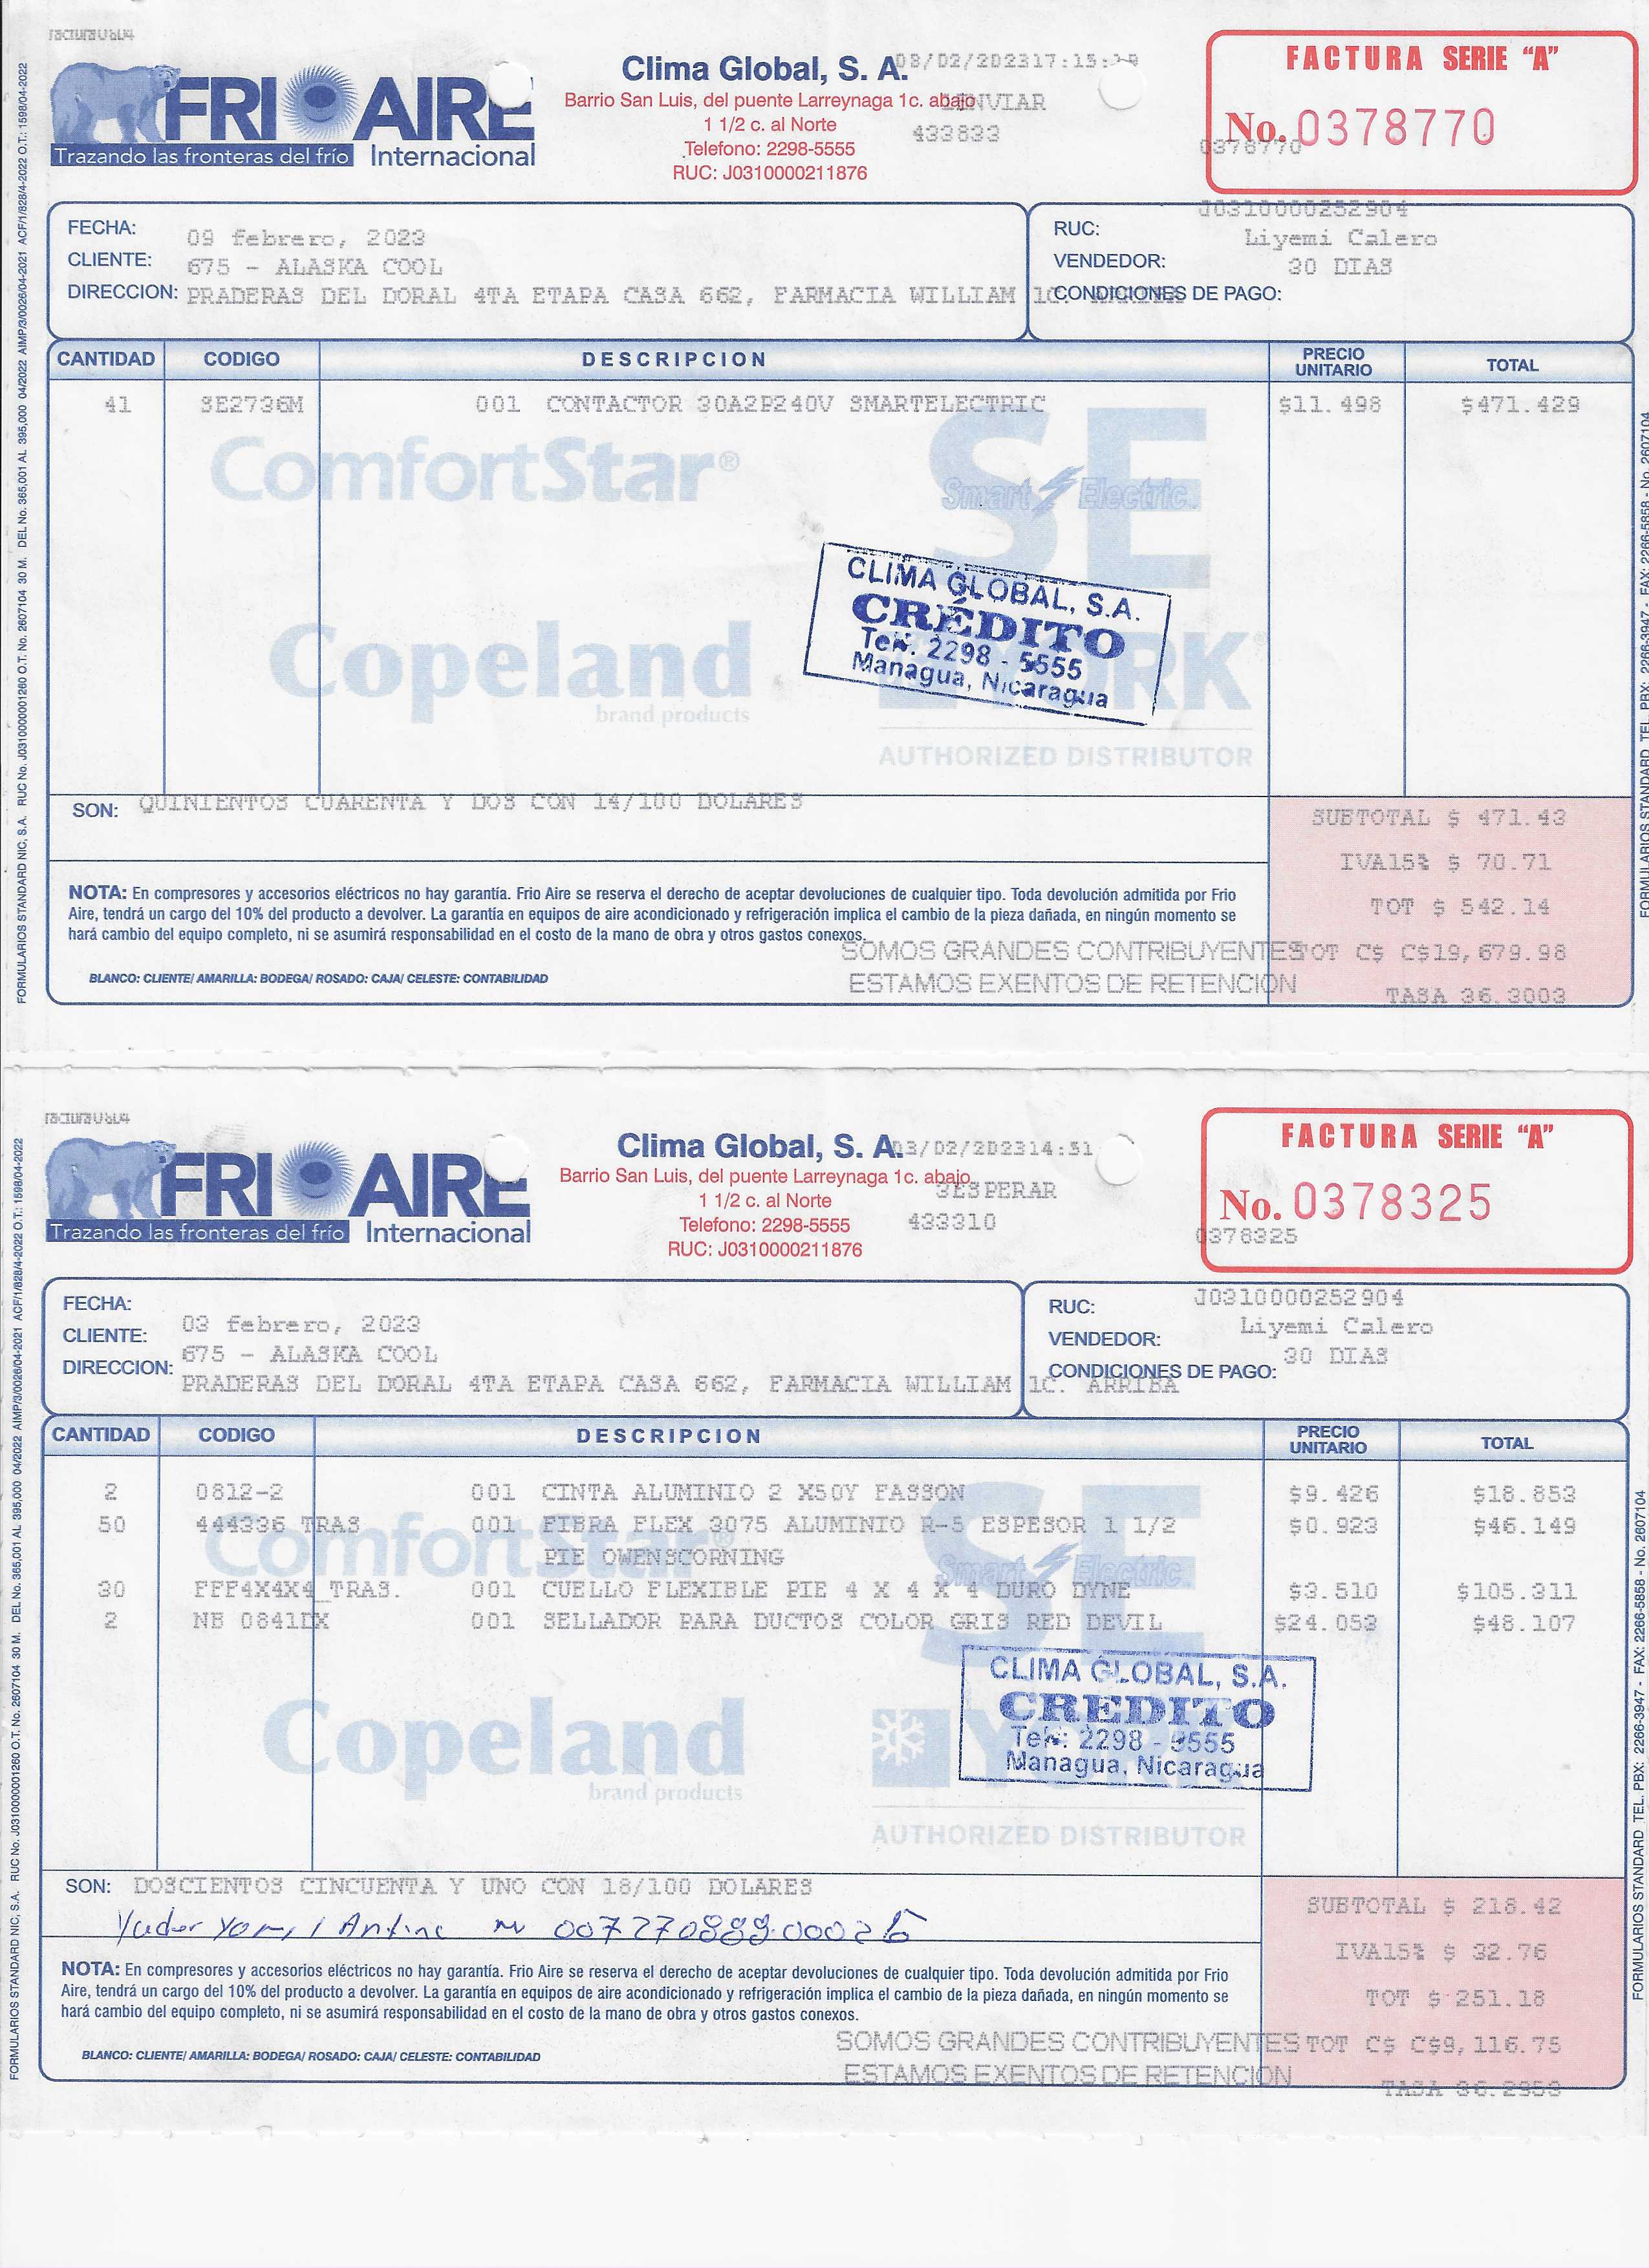 factura0604
FRIOAIRE
Trazando las fronteras del frío Internacional
Clima Global, S. A.
Barrio San Luis, del puente Larreynaga 1c. abajo
1 1/2 c. al Norte
Telefono: 2298-5555
RUC: J0310000211876
08/02/2023 17:15:
ENVIAR
433833
FACTURA SERIE “A”
No. 0378770
0378770
FECHA: 09 febrero, 2023
CLIENTE: 675 - ALASKA COOL
DIRECCION: PRADERAS DEL DORAL 4TA ETAPA CASA 662, FARMACIA WILLIAM 1C.
RUC: J0310000252904
VENDEDOR: Liyemi Calero
CONDICIONES DE PAGO: 30 DIAS
CANTIDAD CODIGO DESCRIPCION PRECIO UNITARIO TOTAL
41 SE2736M 001 CONTACTOR 30A2P240V SMARTELECTRIC $11.498 $471.429
ComfortStar®
SE
Smart Electric
CLIMA GLOBAL, S.A.
CRÉDITO
Tel.: 2298 - 5555
Managua, Nicaragua
Copeland
brand products
YORK®
AUTHORIZED DISTRIBUTOR
SON: QUINIENTOS CUARENTA Y DOS CON 14/100 DOLARES
SUBTOTAL $ 471.43
IVA15% $ 70.71
TOT $ 542.14
TOT C$ C$19,679.98
TASA 36.3003
NOTA: En compresores y accesorios eléctricos no hay garantía. Frio Aire se reserva el derecho de aceptar devoluciones de cualquier tipo. Toda devolución admitida por Frio
Aire, tendrá un cargo del 10% del producto a devolver. La garantía en equipos de aire acondicionado y refrigeración implica el cambio de la pieza dañada, en ningún momento se
hará cambio del equipo completo, ni se asumirá responsabilidad en el costo de la mano de obra y otros gastos conexos.
SOMOS GRANDES CONTRIBUYENTES
ESTAMOS EXENTOS DE RETENCION
BLANCO: CLIENTE/ AMARILLA: BODEGA/ ROSADO: CAJA/ CELESTE: CONTABILIDAD
FORMULARIOS STANDARD NIC, S.A. RUC No. J0310000001260 O.T. No. 2607104 30 M. DEL No. 365,001 AL 395,000 04/2022 AIMP/3/0026/04-2021 ACF/1/828/4-2022 O.T.: 1598/04-2022
FORMULARIOS STANDARD TEL. PBX: 2266-3947 - FAX: 2266-5858 - No. 2607104
factura0604
FRIOAIRE
Trazando las fronteras del frío Internacional
Clima Global, S. A.
Barrio San Luis, del puente Larreynaga 1c. abajo
1 1/2 c. al Norte
Telefono: 2298-5555
RUC: J0310000211876
03/02/2023 14:51
3ESPERAR
433310
FACTURA SERIE “A”
No. 0378325
0378325
FECHA: 03 febrero, 2023
CLIENTE: 675 - ALASKA COOL
DIRECCION: PRADERAS DEL DORAL 4TA ETAPA CASA 662, FARMACIA WILLIAM 1C. ARRIBA
RUC: J0310000252904
VENDEDOR: Liyemi Calero
CONDICIONES DE PAGO: 30 DIAS
CANTIDAD CODIGO DESCRIPCION PRECIO UNITARIO TOTAL
2 0812-2 001 CINTA ALUMINIO 2 X50Y FASSON $9.426 $18.853
50 444336 TRAS 001 FIBRA FLEX 3075 ALUMINIO R-5 ESPESOR 1 1/2 $0.923 $46.149
PIE OWENSCORNING
30 FFF4X4X4_TRAS. 001 CUELLO FLEXIBLE PIE 4 X 4 X 4 DURO DYNE $3.510 $105.311
2 NB 0841DX 001 SELLADOR PARA DUCTOS COLOR GRIS RED DEVIL $24.053 $48.107
ComfortStar®
SE
Smart Electric
CLIMA GLOBAL, S.A.
CREDITO
Tel.: 2298 - 5555
Managua, Nicaragua
Copeland
brand products
YORK
AUTHORIZED DISTRIBUTOR
SON: DOSCIENTOS CINCUENTA Y UNO CON 18/100 DOLARES
Yader
SUBTOTAL $ 218.42
IVA15% $ 32.76
TOT $ 251.18
TOT C$ C$9,116.75
NOTA: En compresores y accesorios eléctricos no hay garantía. Frio Aire se reserva el derecho de aceptar devoluciones de cualquier tipo. Toda devolución admitida por Frio
Aire, tendrá un cargo del 10% del producto a devolver. La garantía en equipos de aire acondicionado y refrigeración implica el cambio de la pieza dañada, en ningún momento se
hará cambio del equipo completo, ni se asumirá responsabilidad en el costo de la mano de obra y otros gastos conexos.
SOMOS GRANDES CONTRIBUYENTES
ESTAMOS EXENTOS DE RETENCION
BLANCO: CLIENTE/ AMARILLA: BODEGA/ ROSADO: CAJA/ CELESTE: CONTABILIDAD
FORMULARIOS STANDARD NIC, S.A. RUC No. J0310000001260 O.T. No. 2607104 30 M. DEL No. 365,001 AL 395,000 04/2022 AIMP/3/0026/04-2021 ACF/1/828/4-2022 O.T.: 1598/04-2022
FORMULARIOS STANDARD TEL. PBX: 2266-3947 - FAX: 2266-5858 - No. 2607104